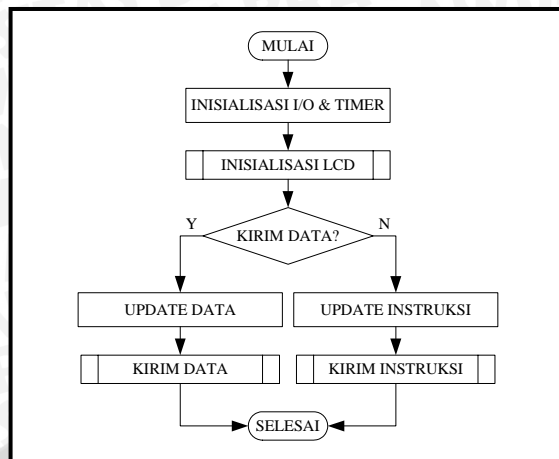 MULAI
INISIALISASI I/O & TIMER
INISIALISASI LCD
Y
KIRIM DATA?
N
UPDATE DATA
UPDATE INSTRUKSI
KIRIM DATA
KIRIM INSTRUKSI
SELESAI